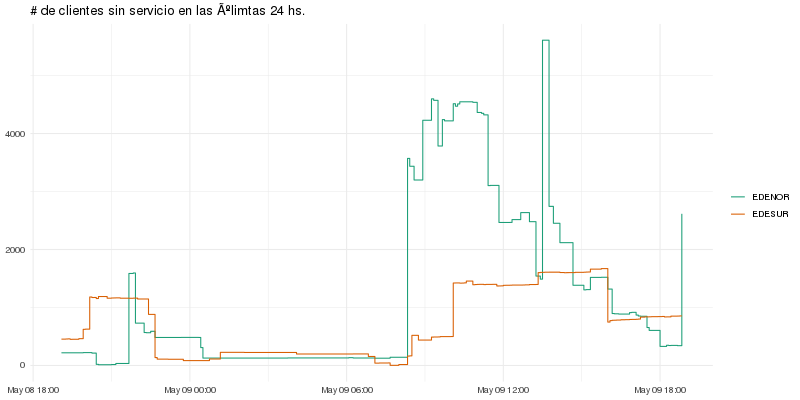 # de clientes sin servicio en las Ãºlimtas 24 hs.
4000
2000
0
May 08 18:00
May 09 00:00
May 09 06:00
May 09 12:00
May 09 18:00
EDENOR
EDESUR